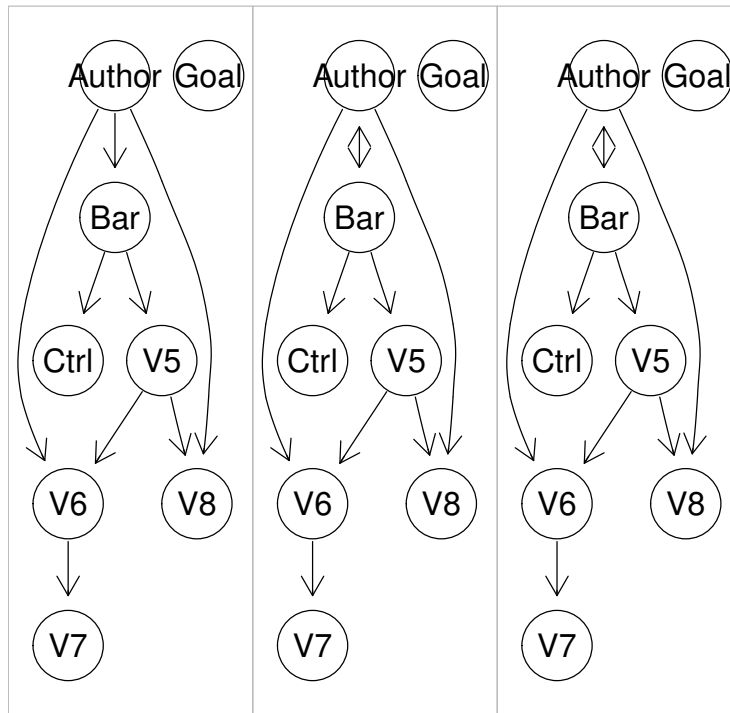 Author Goal
Bar
Ctrl V5
V6 V8
V7
Author Goal
Bar
Ctrl V5
V6 V8
V7
Author Goal
Bar
Ctrl V5
V6 V8
V7